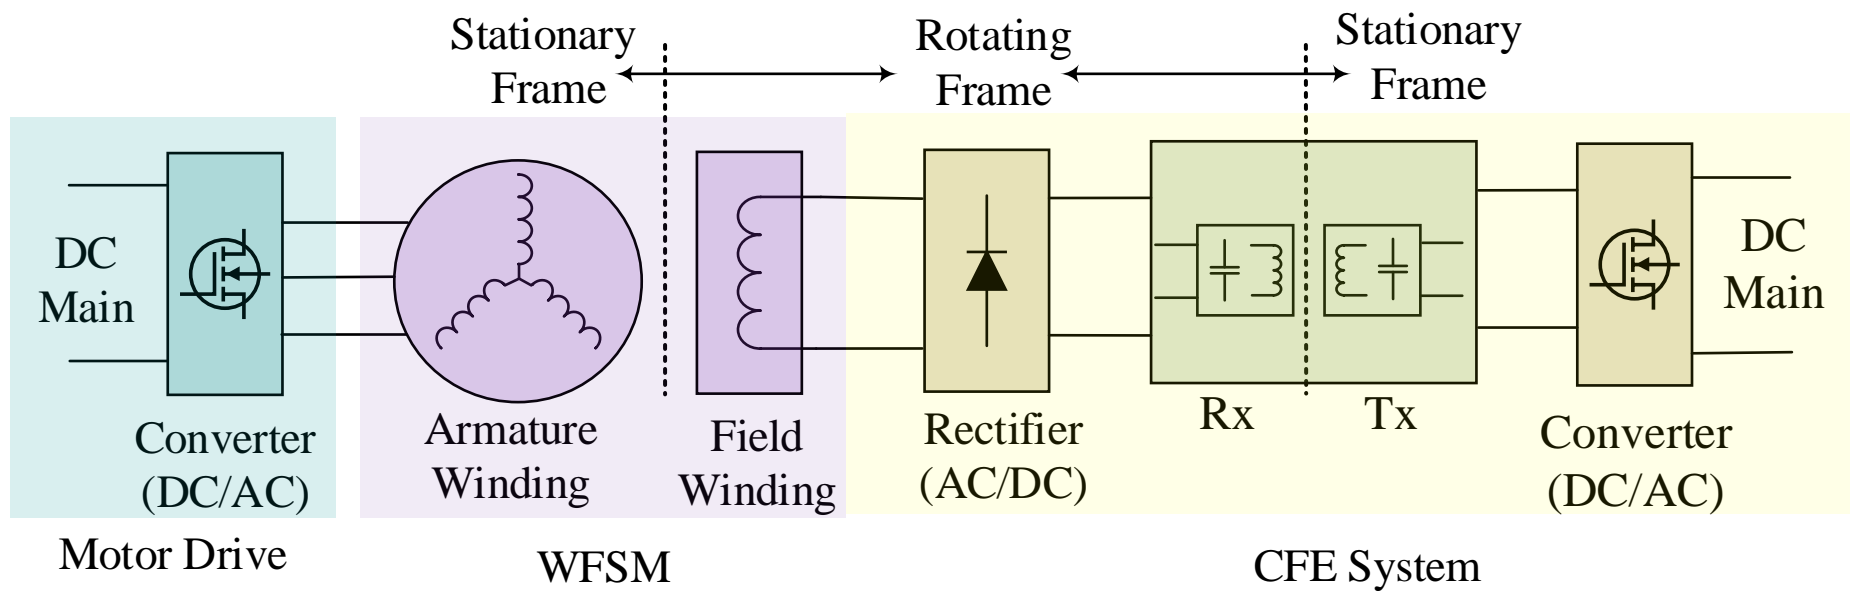 Stationary
Frame
Rotating
Frame
Stationary
Frame
DC
Main
Converter
(DC/AC)
Motor Drive
Armature
Winding
Field
Winding
WFSM
Rectifier
(AC/DC)
Rx
Tx
Converter
(DC/AC)
DC
Main
CFE System